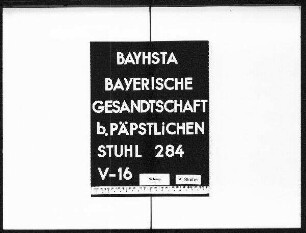 BAYHSTA
BAYERISCHE
GESANDTSCHAFT
b. PÄPSTLiCHEN
STUHL 284
V-16